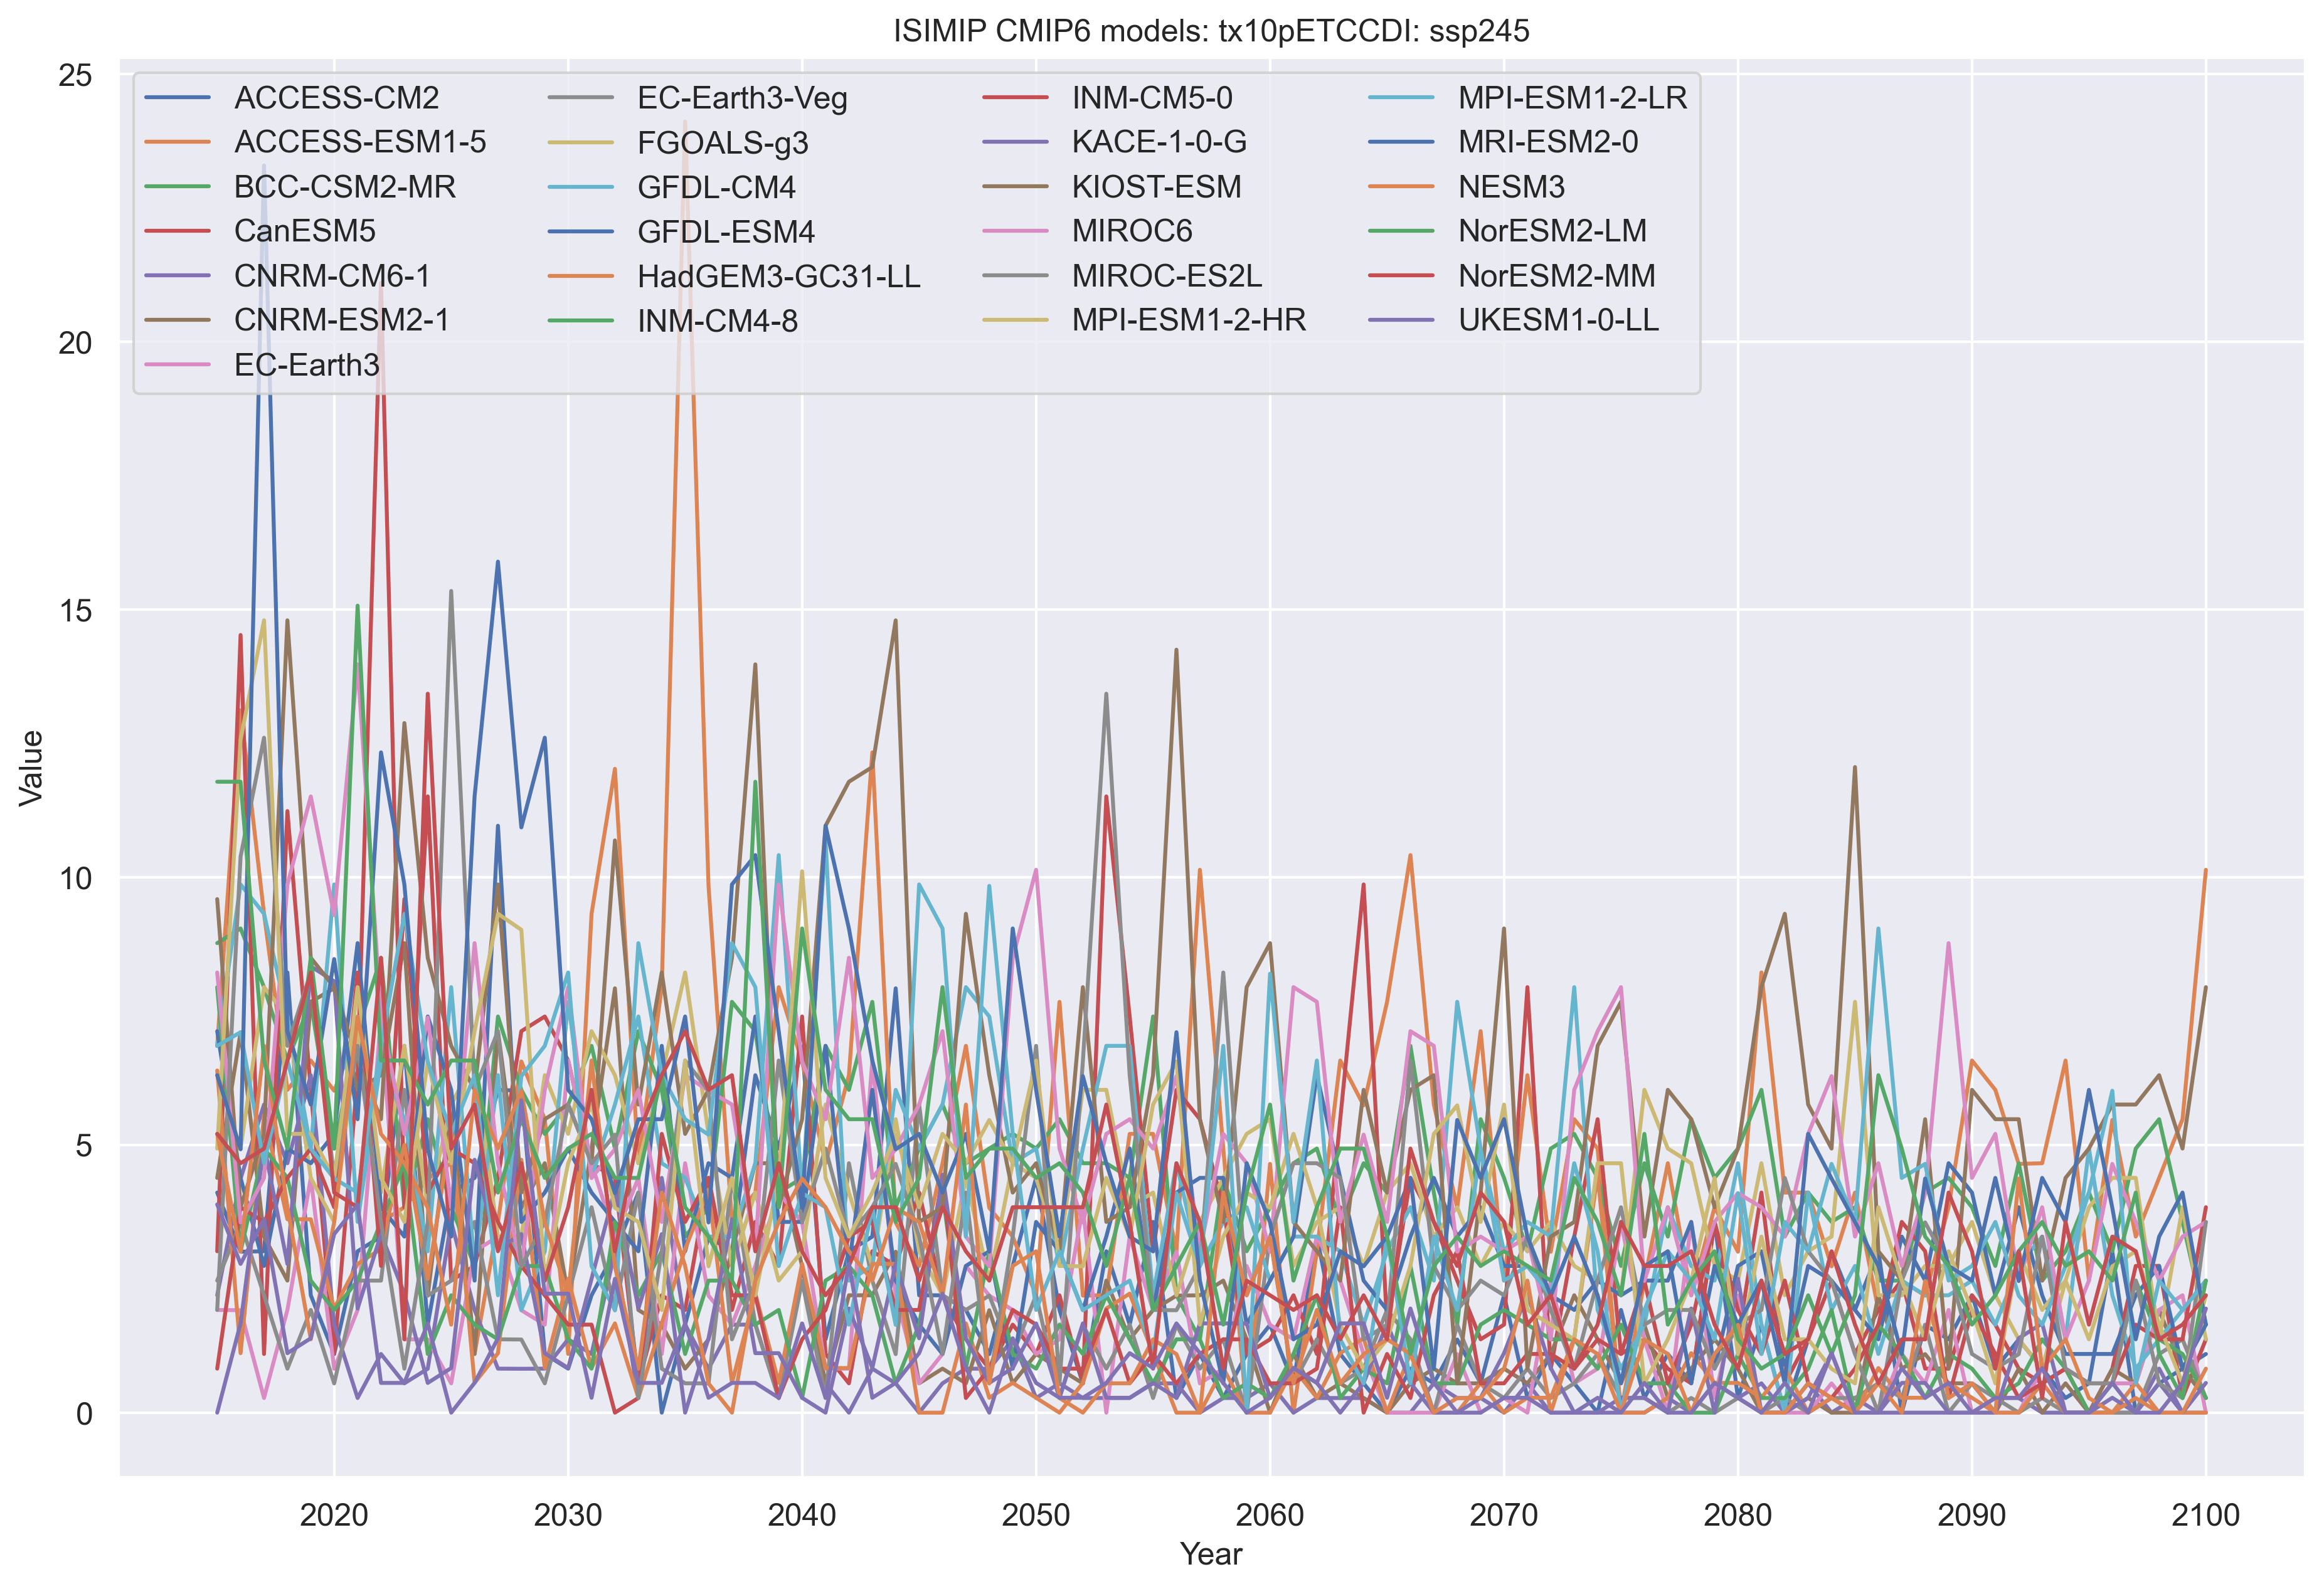 ISIMIP CMIP6 models: tx10pETCCDI: ssp245
25
20
15
10
5
0
Value
ACCESS-CM2
ACCESS-ESM1-5
BCC-CSM2-MR
CanESM5
CNRM-CM6-1
CNRM-ESM2-1
EC-Earth3
EC-Earth3-Veg
FGOALS-g3
GFDL-CM4
GFDL-ESM4
HadGEM3-GC31-LL
INM-CM4-8
INM-CM5-0
KACE-1-0-G
KIOST-ESM
MIROC6
MIROC-ES2L
MPI-ESM1-2-HR
MPI-ESM1-2-LR
MRI-ESM2-0
NESM3
NorESM2-LM
NorESM2-MM
UKESM1-0-LL
2020 2030 2040 2050 2060 2070 2080 2090 2100
Year